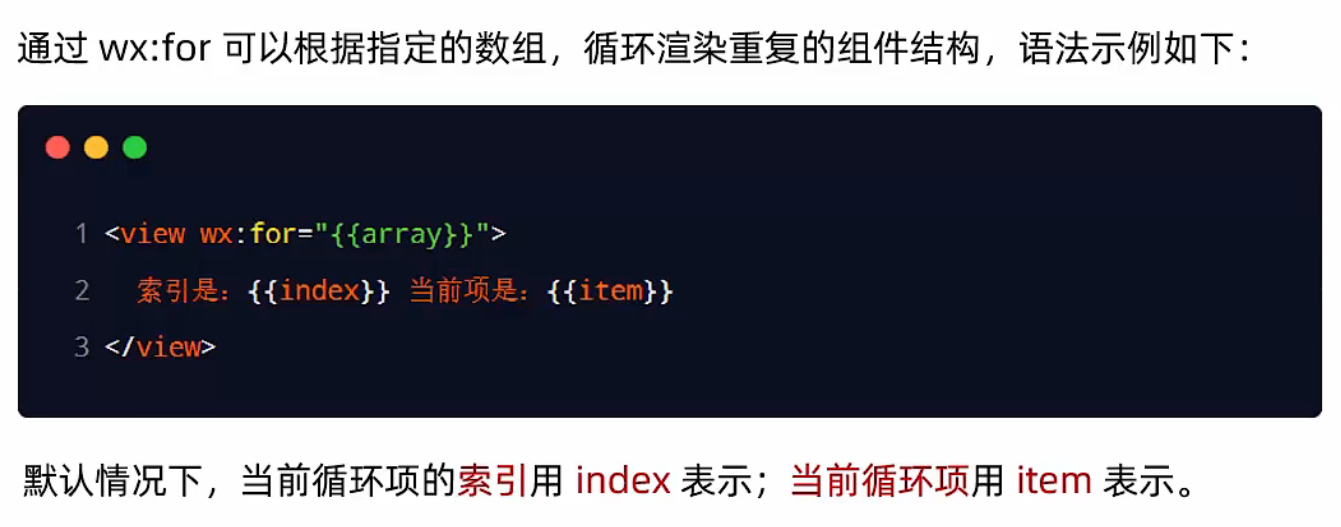 通过 wx:for 可以根据指定的数组，循环渲染重复的组件结构，语法示例如下：
1 <view wx:for="{{array}}">
2   索引是：{{index}} 当前项是：{{item}}
3 </view>
默认情况下，当前循环项的索引用 index 表示；当前循环项用 item 表示。